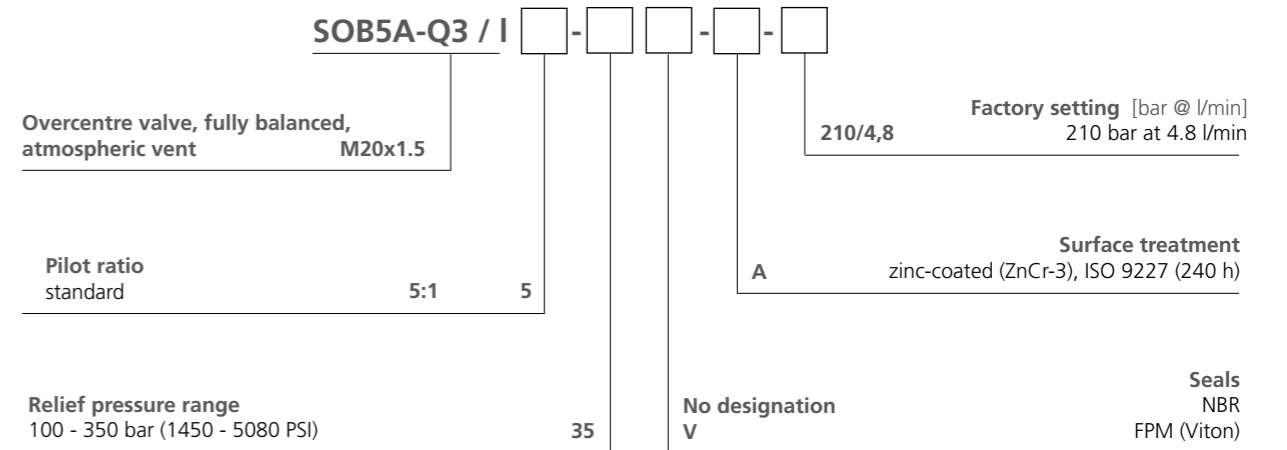 SOB5A-Q3 / I - - -
Overcentre valve, fully balanced,
atmospheric vent M20x1.5
Factory setting [bar @ l/min]
210/4,8 210 bar at 4.8 l/min
Pilot ratio
standard 5:1 5
Surface treatment
A zinc-coated (ZnCr-3), ISO 9227 (240 h)
Relief pressure range
100 - 350 bar (1450 - 5080 PSI) 35
Seals
No designation NBR
V FPM (Viton)